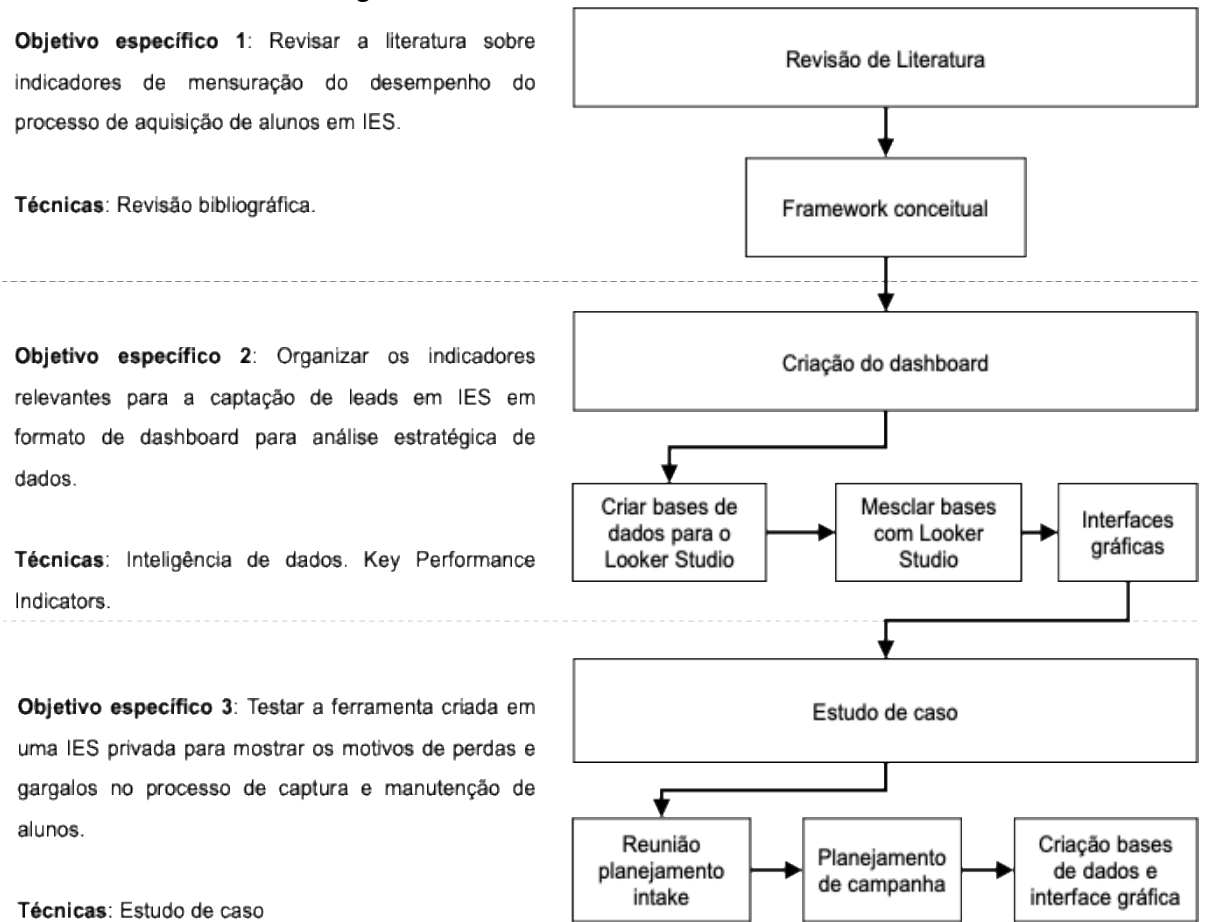 Objetivo específico 1: Revisar a literatura sobre
indicadores de mensuração do desempenho do
processo de aquisição de alunos em IES.
Técnicas: Revisão bibliográfica.
Revisão de Literatura
Framework conceitual
Objetivo específico 2: Organizar os indicadores
relevantes para a captação de leads em IES em
formato de dashboard para análise estratégica de
dados.
Técnicas: Inteligência de dados. Key Performance
Indicators.
Criação do dashboard
Criar bases de
dados para o
Looker Studio
Mesclar bases
com Looker
Studio
Interfaces
gráficas
Objetivo específico 3: Testar a ferramenta criada em
uma IES privada para mostrar os motivos de perdas e
gargalos no processo de captura e manutenção de
alunos.
Técnicas: Estudo de caso
Estudo de caso
Reunião
planejamento
intake
Planejamento
de campanha
Criação bases
de dados e
interface gráfica